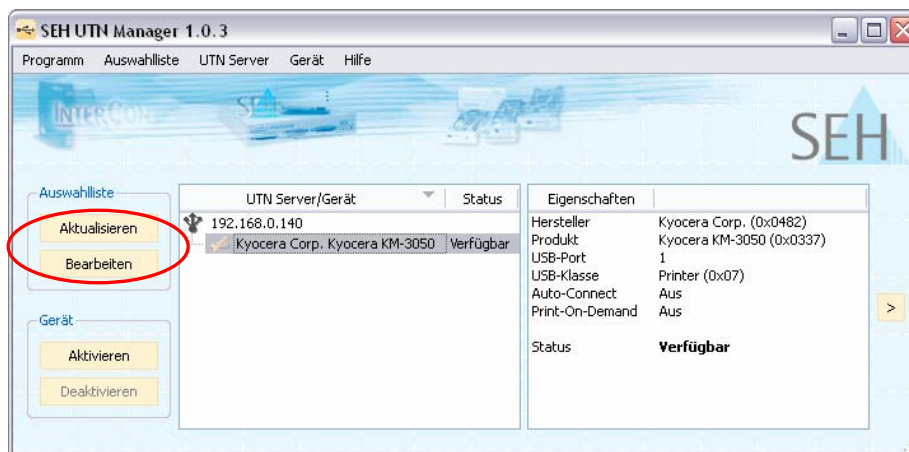 SEH UTN Manager 1.0.3
Programm Auswahlliste UTN Server Gerät Hilfe
INTERCON SEH
SEH
Auswahlliste
Aktualisieren
Bearbeiten
Gerät
Aktivieren
Deaktivieren
UTN Server/Gerät Status
192.168.0.140
Kyocera Corp. Kyocera KM-3050 Verfügbar
Eigenschaften
Hersteller Kyocera Corp. (0x0482)
Produkt Kyocera KM-3050 (0x0337)
USB-Port 1
USB-Klasse Printer (0x07)
Auto-Connect Aus
Print-On-Demand Aus
Status Verfügbar
>